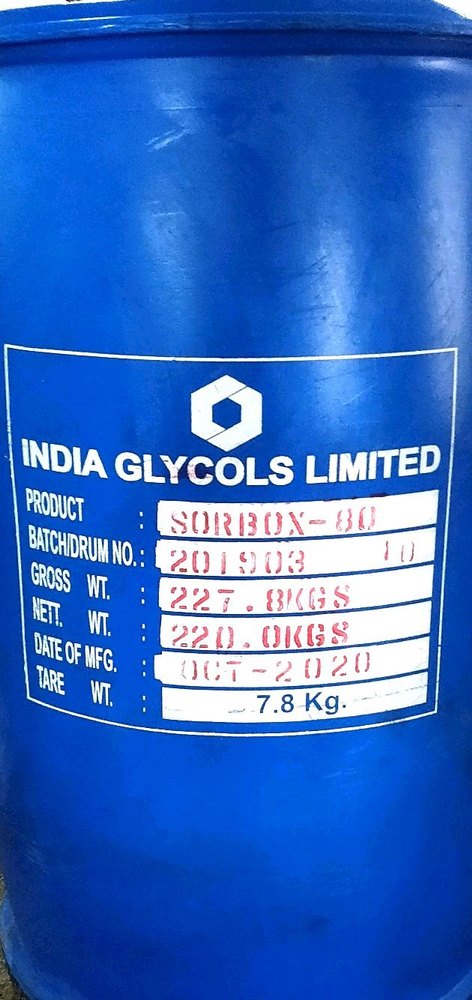 INDIA GLYCOLS LIMITED
PRODUCT : SORBOX-80
BATCH/DRUM NO. : 201903 10
GROSS WT. : 227.8KGS
NETT. WT. : 220.0KGS
DATE OF MFG. : OCT-2020
TARE WT. : 7.8 Kg.